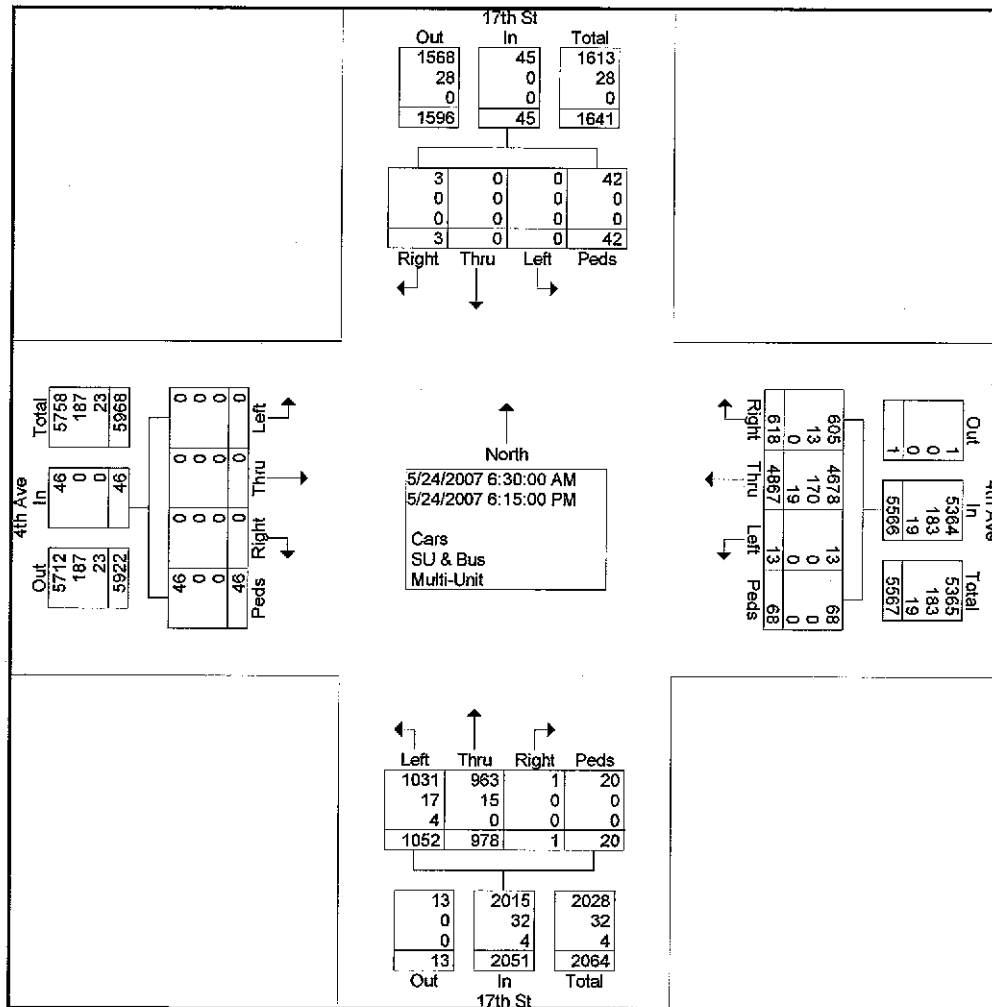 17th St
Out In Total
1568 45 1613
28 0 28
0 0 0
1596 45 1641
3 0 0 42
0 0 0 0
0 0 0 0
3 0 0 42
Right Thru Left Peds
4th Ave
Total In Out
5758 46 5712
187 0 187
23 0 23
5968 46 5922
0 0 0 46
0 0 0 0
0 0 0 0
0 0 0 46
Left Thru Right Peds
North
5/24/2007 6:30:00 AM
5/24/2007 6:15:00 PM
Cars
SU & Bus
Multi-Unit
4th Ave
Out In Total
1 5364 5365
0 183 183
0 19 19
1 5566 5567
605 4678 13 68
13 170 0 0
0 19 0 0
618 4867 13 68
Right Thru Left Peds
Left Thru Right Peds
1031 963 1 20
17 15 0 0
4 0 0 0
1052 978 1 20
13 2015 2028
0 32 32
0 4 4
13 2051 2064
Out In Total
17th St